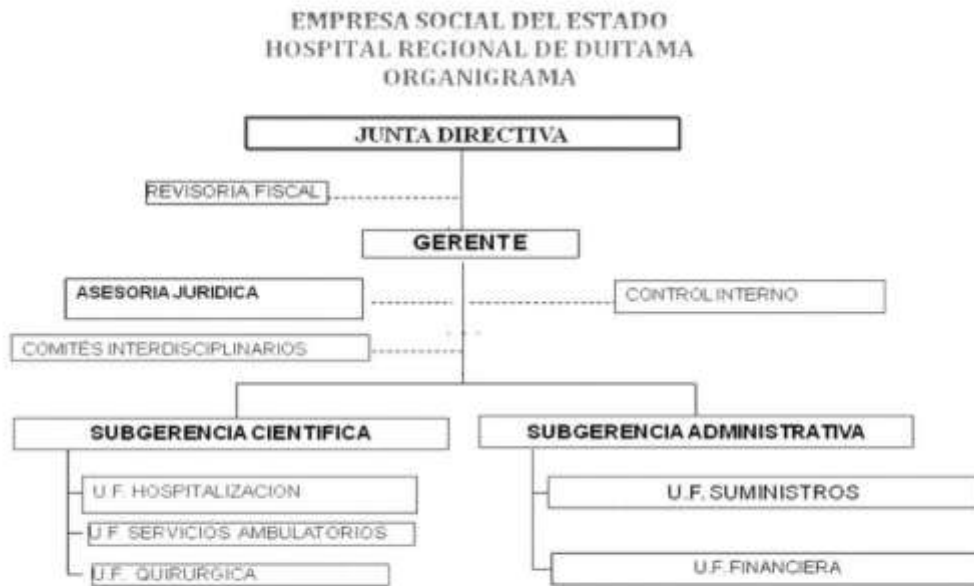 EMPRESA SOCIAL DEL ESTADO
HOSPITAL REGIONAL DE DUITAMA
ORGANIGRAMA
JUNTA DIRECTIVA
REVISORIA FISCAL
GERENTE
ASESORIA JURIDICA
CONTROL INTERNO
COMITÉS INTERDISCIPLINARIOS
SUBGERENCIA CIENTIFICA
SUBGERENCIA ADMINISTRATIVA
U.F. HOSPITALIZACION
U.F. SUMINISTROS
U.F SERVICIOS AMBULATORIOS
U.F.. QUIRURGICA
U.F. FINANCIERA